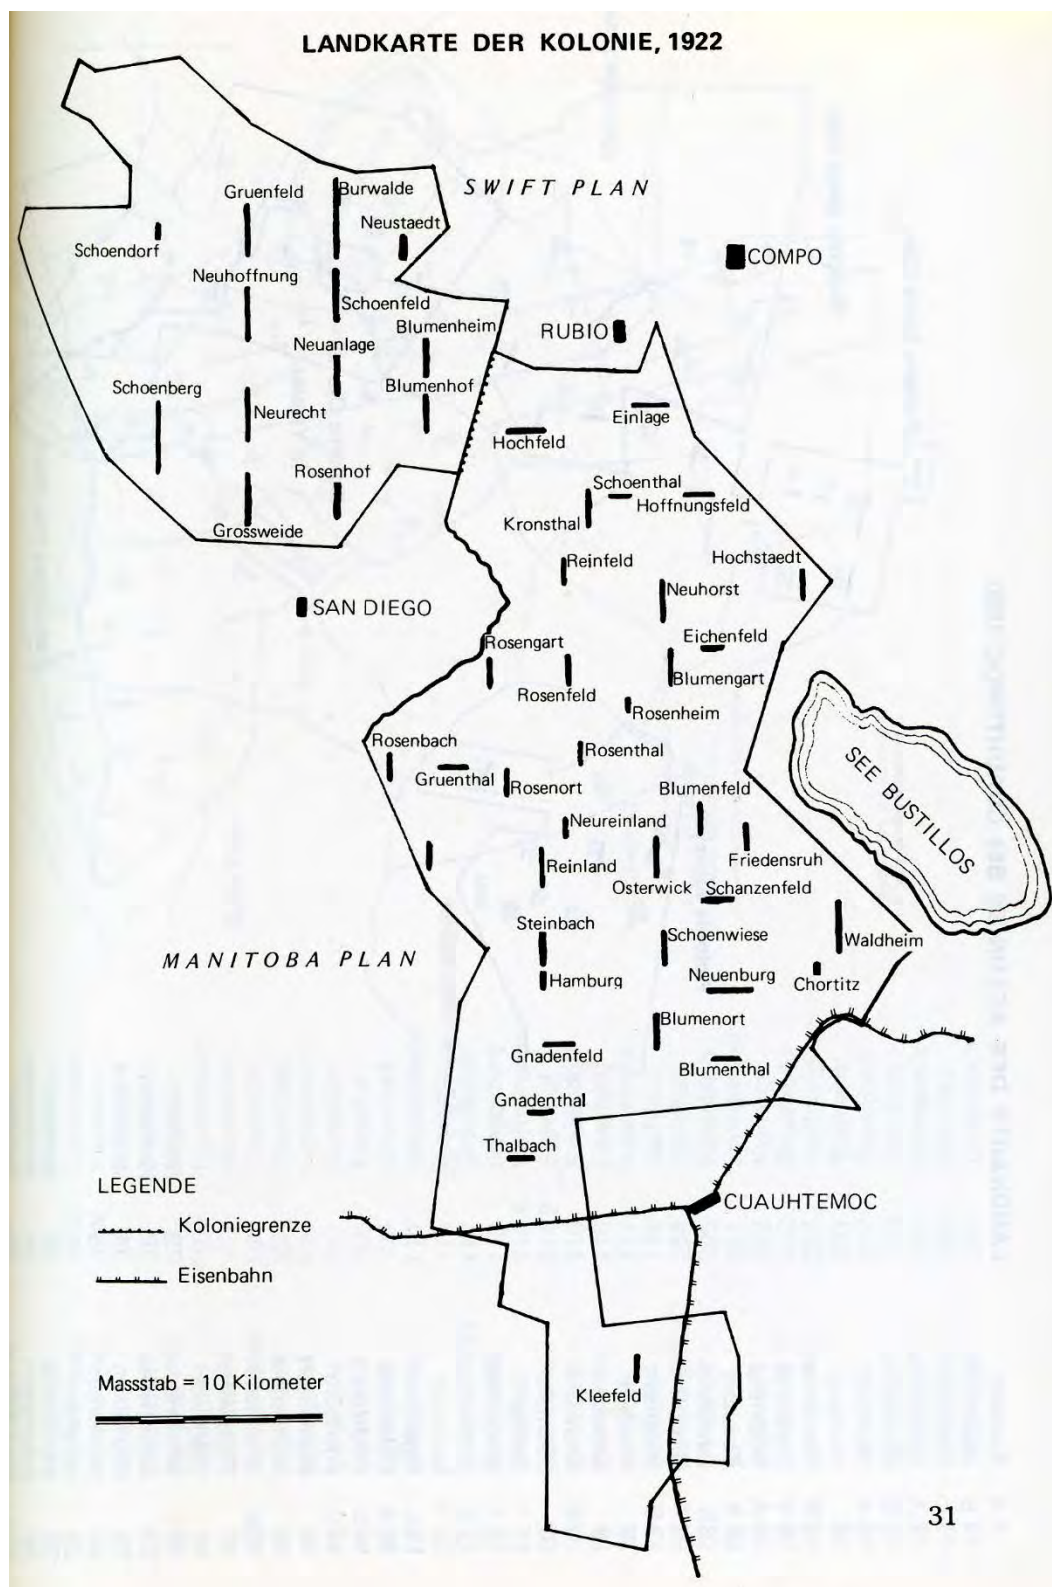 LANDKARTE DER KOLONIE, 1922
SWIFT PLAN
Gruenfeld
Burwalde
Neustaedt
Schoendorf
Neuhoffnung
Schoenfeld
Blumenheim
Neuanlage
Schoenberg
Blumenhof
Neurecht
Rosenhof
Grossweide
COMPO
RUBIO
Einlage
Hochfeld
Schoenthal
Hoffnungsfeld
Kronsthal
Reinfeld
Hochstaedt
Neuhorst
SAN DIEGO
Eichenfeld
Rosengart
Rosenfeld
Blumengart
Rosenheim
Rosenbach
Rosenthal
Gruenthal
Rosenort
Blumenfeld
SEE BUSTILLOS
Neureinland
Reinland
Friedensruh
Osterwick
Schanzenfeld
Steinbach
Schoenwiese
Waldheim
MANITOBA PLAN
Hamburg
Neuenburg
Chortitz
Blumenort
Gnadenfeld
Blumenthal
Gnadenthal
Thalbach
LEGENDE
CUAUHTEMOC
Koloniegrenze
Eisenbahn
Massstab = 10 Kilometer
Kleefeld
31